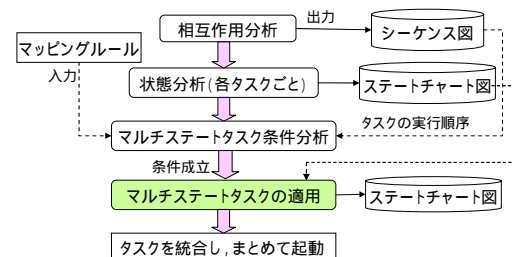 相互作用分析
出力
シーケンス図
マッピングルール
入力
状態分析(各タスクごと)
ステートチャート図
タスクの実行順序
マルチステートタスク条件分析
条件成立
マルチステートタスクの適用
ステートチャート図
タスクを統合し,まとめて起動